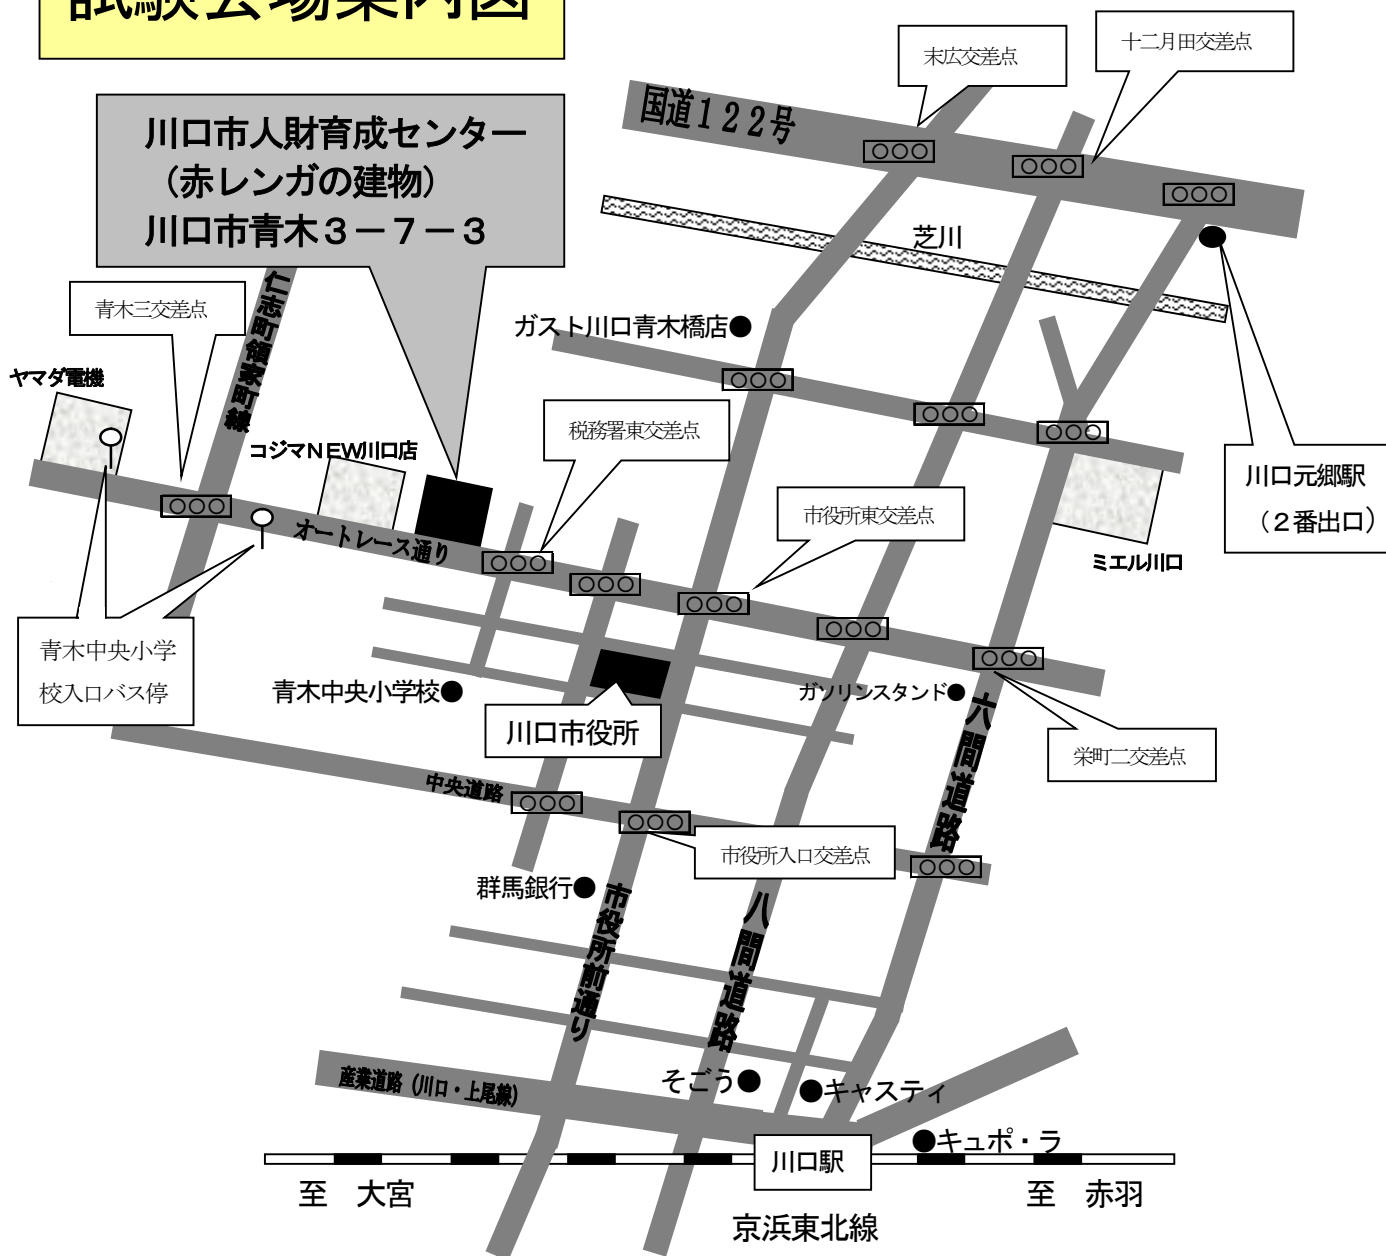 試験会場案内図
末広交差点
十二月田交差点
国道122号
川口市人財育成センター
（赤レンガの建物）
川口市青木3－7－3
芝川
仁志町領家町線
青木三交差点
ガスト川口青木橋店
ヤマダ電機
コジマNEW川口店
税務署東交差点
川口元郷駅
（2番出口）
市役所東交差点
オートレース通り
ミエル川口
青木中央小学
校入口バス停
青木中央小学校
ガソリンスタンド
川口市役所
六間道路
栄町二交差点
中央道路
市役所入口交差点
群馬銀行
市役所前通り
八間道路
産業道路（川口・上尾線）
そごう
キャスティ
キュポ・ラ
川口駅
至　大宮
至　赤羽
京浜東北線